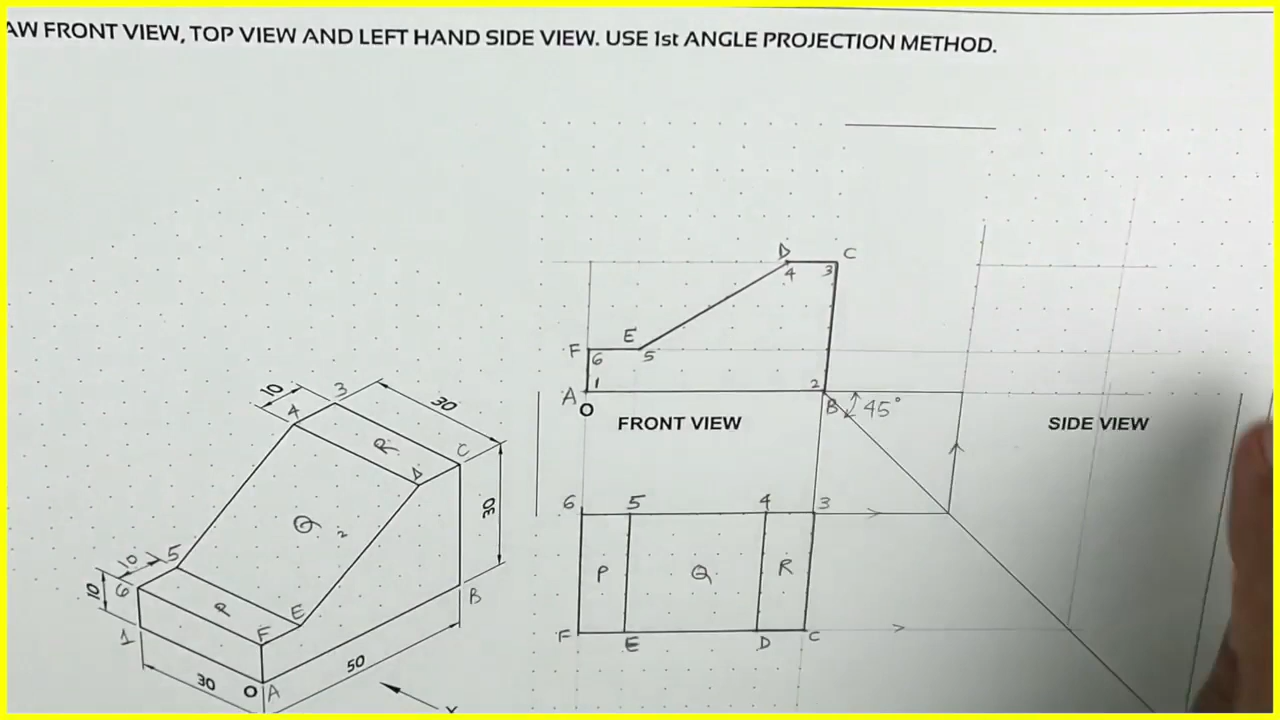 AW FRONT VIEW, TOP VIEW AND LEFT HAND SIDE VIEW. USE 1st ANGLE PROJECTION METHOD.
D C
4 3
F E
6 5
A 1 2
O B 45°
FRONT VIEW SIDE VIEW
10 3 30
4 R C
D
Q 30
10 5
6
10 P E B
1 F
50
30 O A
X
6 5 4 3
P Q R
F E D C